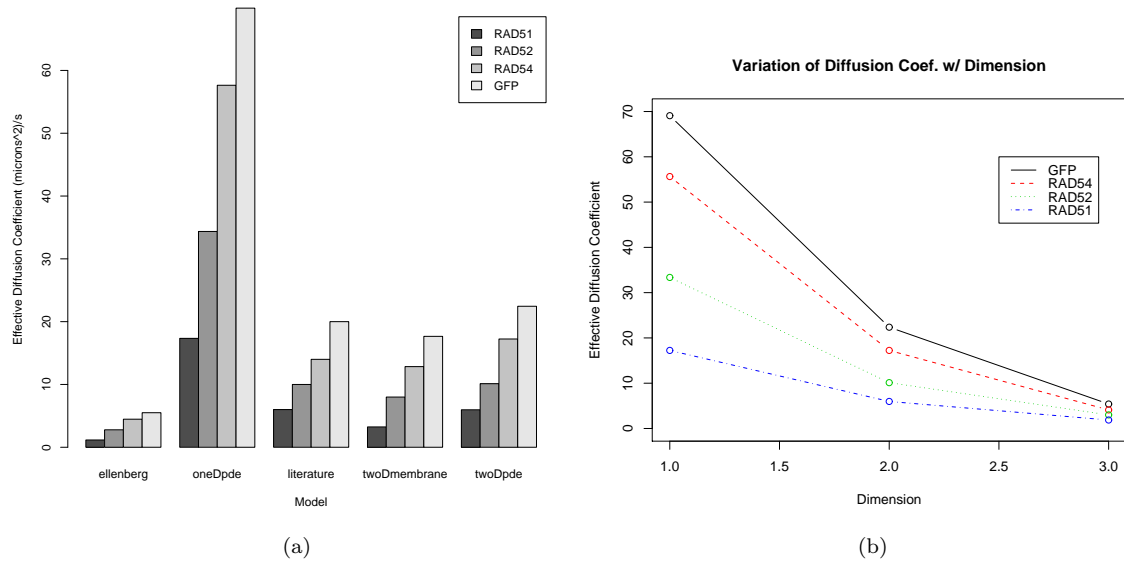 RAD51
RAD52
RAD54
GFP
Effective Diffusion Coefficient (microns^2)/s
0
10
20
30
40
50
60
ellenberg
oneDpde
literature
twoDmembrane
twoDpde
Model
(a)
Variation of Diffusion Coef. w/ Dimension
Effective Diffusion Coefficient
70
60
50
40
30
20
10
0
GFP
RAD54
RAD52
RAD51
1.0
1.5
2.0
2.5
3.0
Dimension
(b)